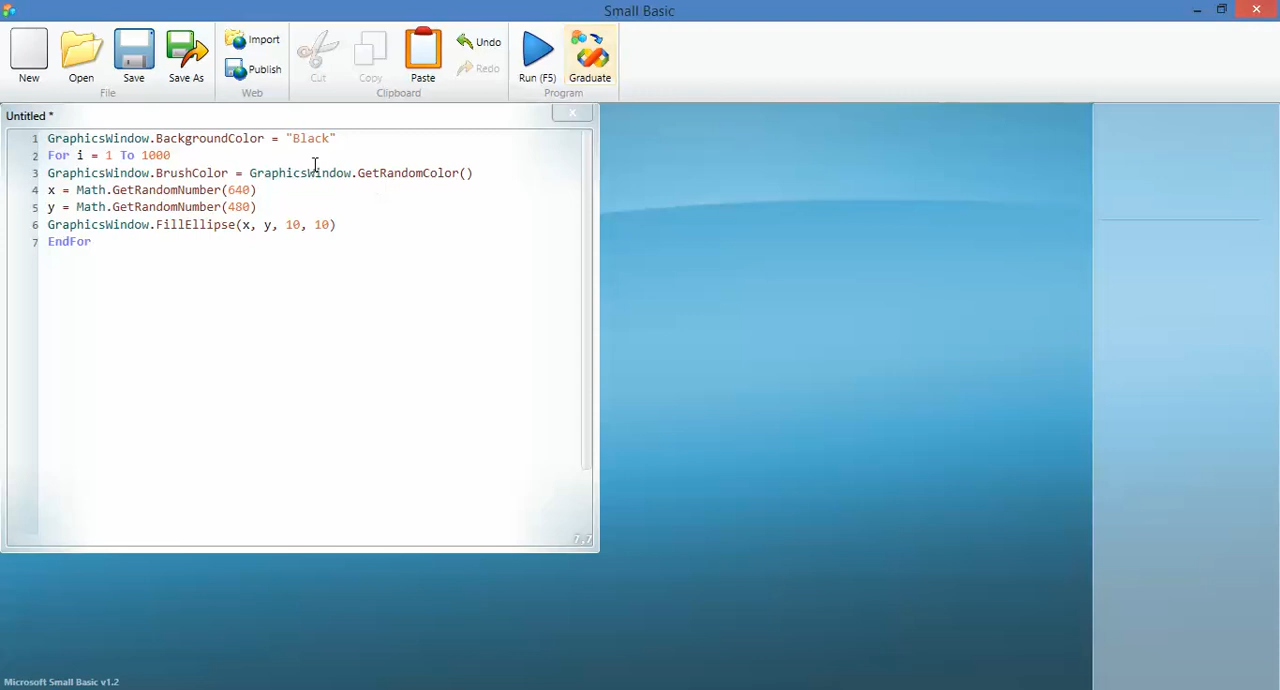 Small Basic
New Open Save Save As Import Publish Cut Copy Paste Undo Redo Run (F5) Graduate
File Web Clipboard Program
Untitled *
1 GraphicsWindow.BackgroundColor = "Black"
2 For i = 1 To 1000
3 GraphicsWindow.BrushColor = GraphicsWindow.GetRandomColor()
4 x = Math.GetRandomNumber(640)
5 y = Math.GetRandomNumber(480)
6 GraphicsWindow.FillEllipse(x, y, 10, 10)
7 EndFor
7,7
Microsoft Small Basic v1.2